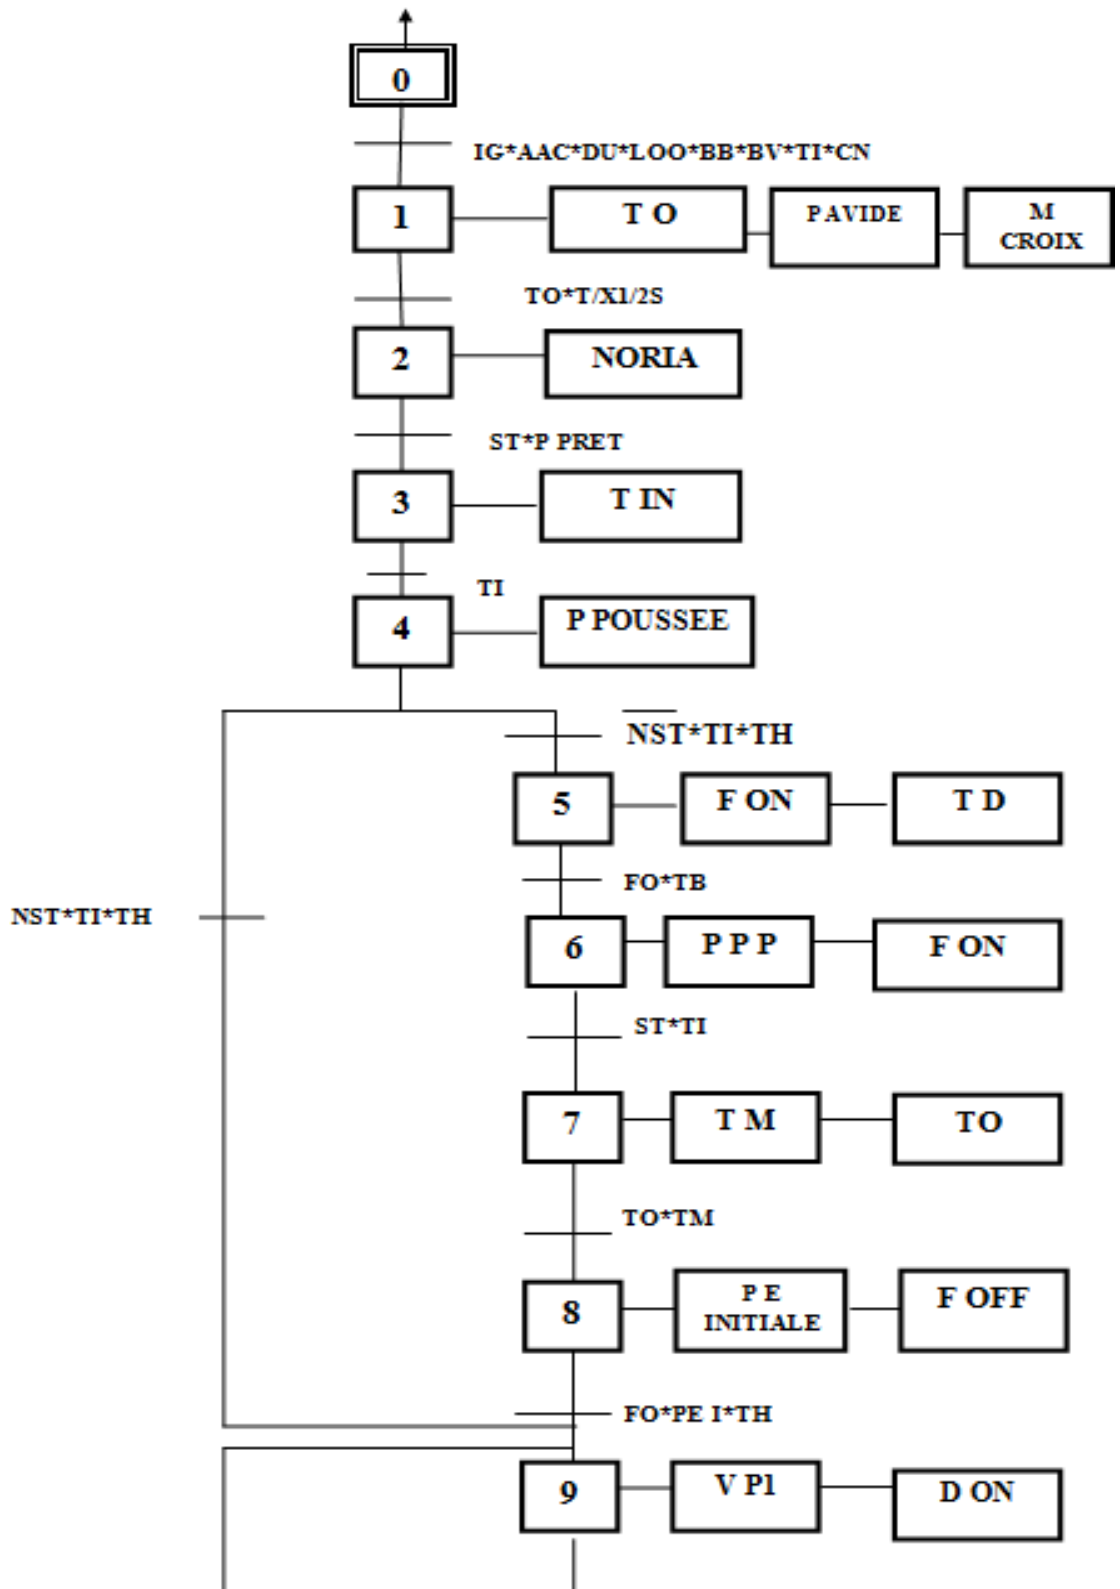 0
IG*AAC*DU*LOO*BB*BV*TI*CN
1 T O P AVIDE M
CROIX
TO*T/X1/2S
2 NORIA
ST*P PRET
3 T IN
TI
4 P POUSSEE
NST*TI*TH
5 F ON T D
FO*TB
NST*TI*TH
6 P P P F ON
ST*TI
7 T M TO
TO*TM
8 P E
INITIALE F OFF
FO*PE I*TH
9 V P1 D ON